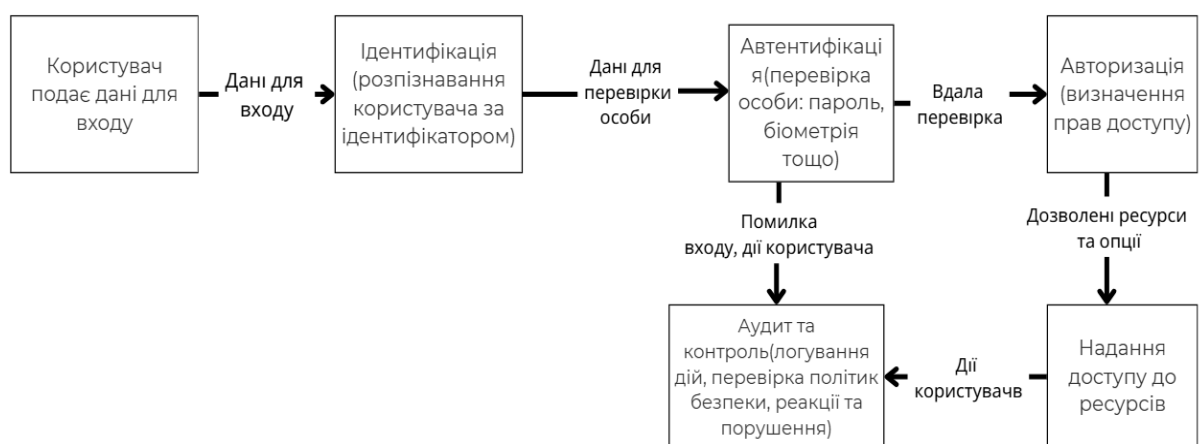 Користувач
подає дані для
входу
Дані для
входу
Ідентифікація
(розпізнавання
користувача за
ідентифікатором)
Дані для
перевірки
особи
Автентифікаці
я(перевірка
особи: пароль,
біометрія
тощо)
Вдала
перевірка
Авторизація
(визначення
прав доступу)
Помилка
входу, дії користувача
Дозволені ресурси
та опції
Аудит та
контроль(логування
дій, перевірка політик
безпеки, реакції та
порушення)
Дії
користувачв
Надання
доступу до
ресурсів